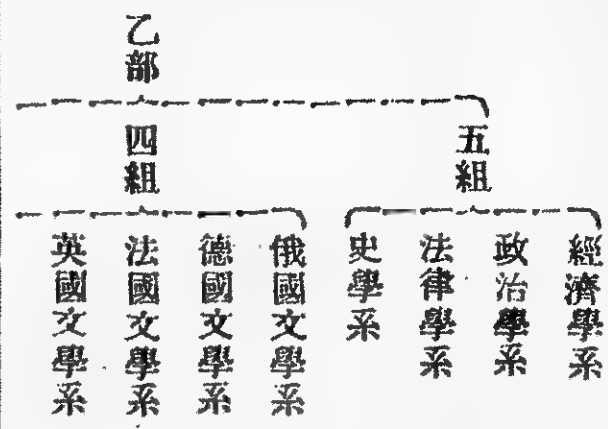 乙部
五組
四組
經濟學系
政治學系
法律學系
史學系
俄國文學系
德國文學系
法國文學系
英國文學系